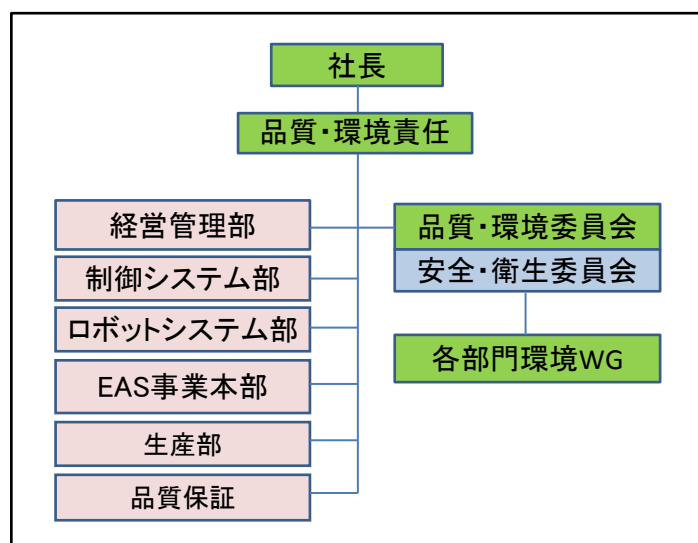 社長
品質・環境責任
経営管理部
制御システム部
ロボットシステム部
EAS事業本部
生産部
品質保証
品質・環境委員会
安全・衛生委員会
各部門環境WG